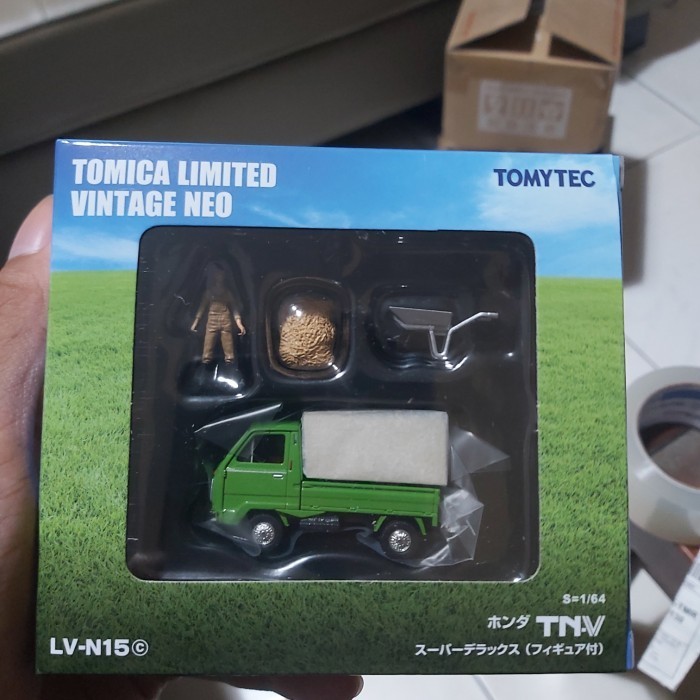 TOMICA LIMITED
VINTAGE NEO
TOMYTEC
S=1/64
ホンダ TN-V
スーパーデラックス（フィギュア付）
LV-N15Ⓒ